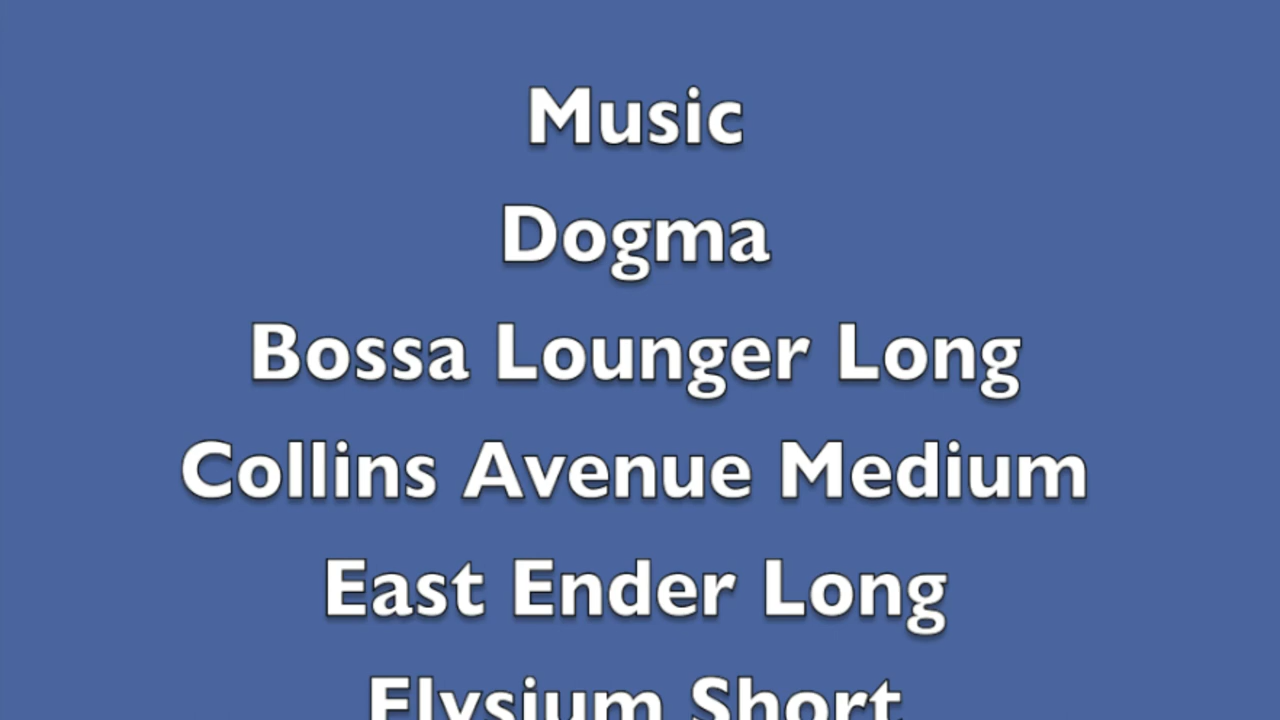 Music
Dogma
Bossa Lounger Long
Collins Avenue Medium
East Ender Long
Elysium Short